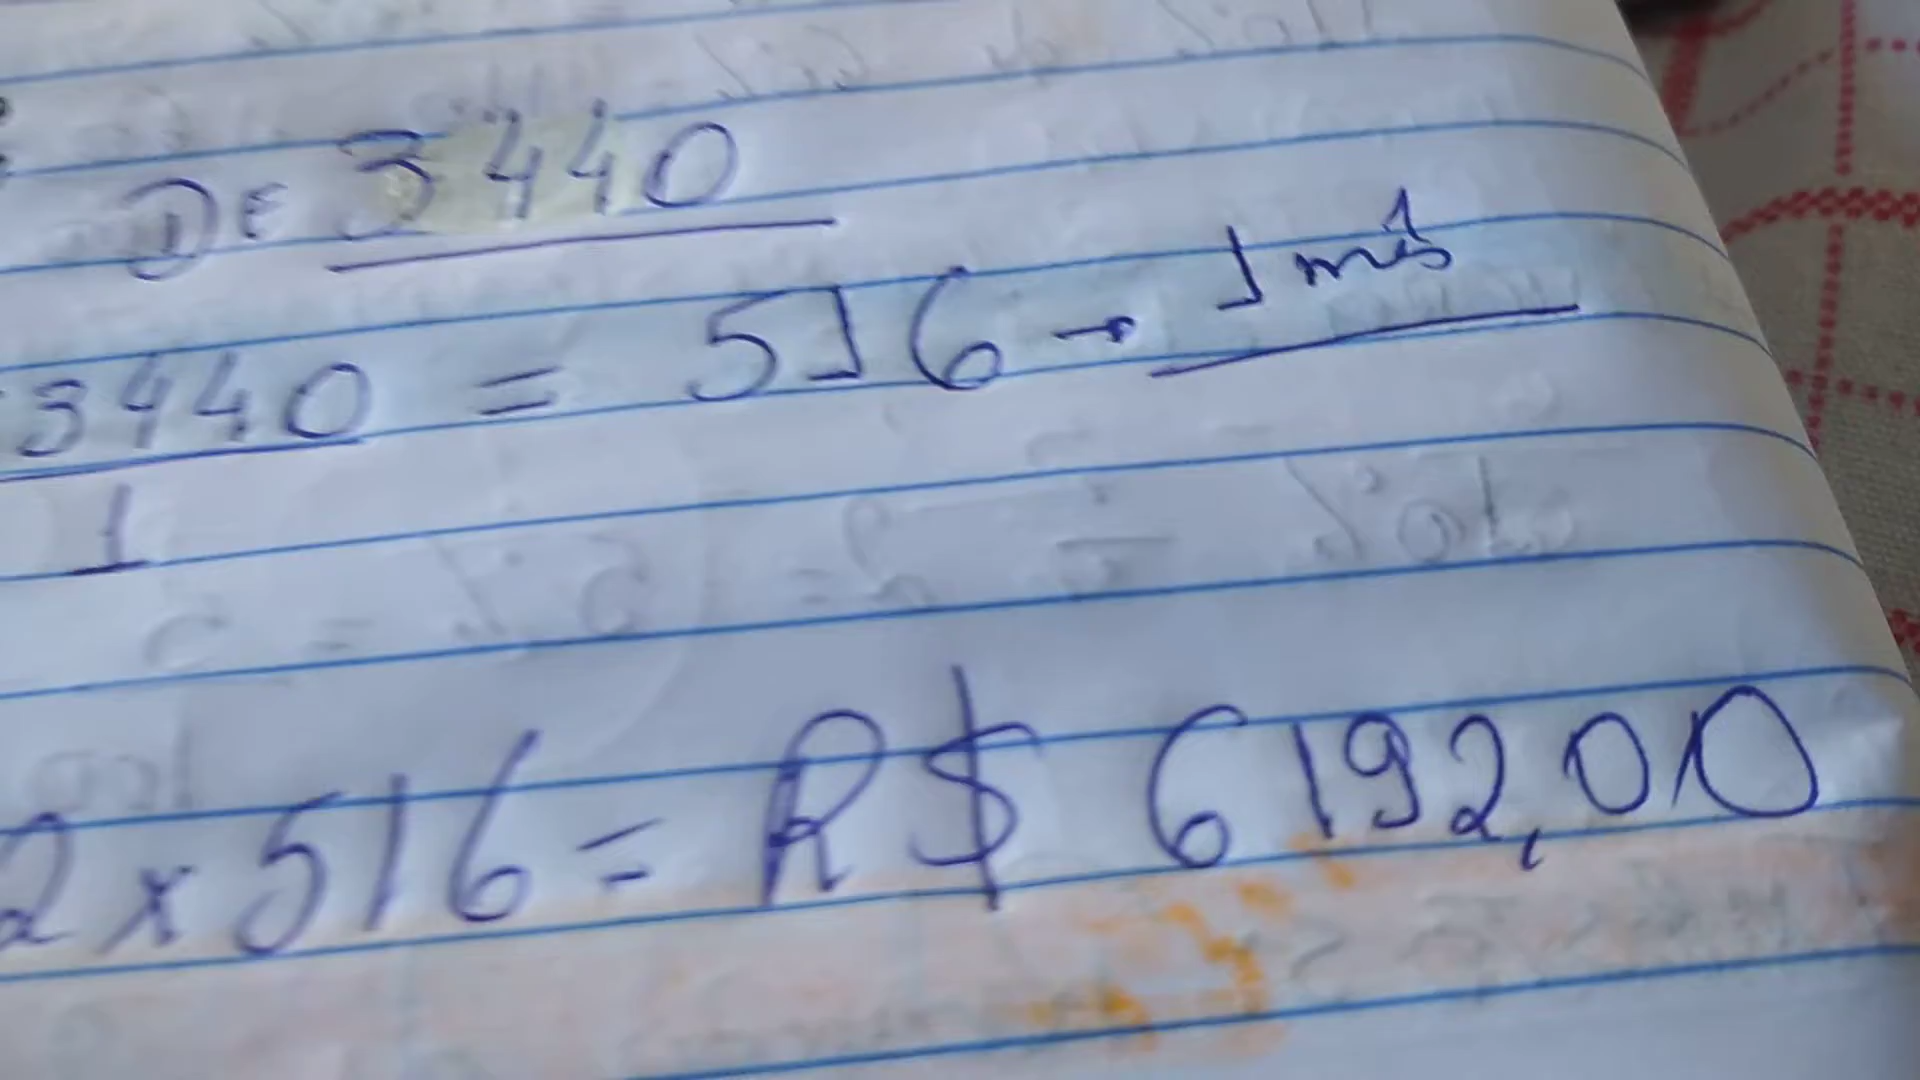 DE 3440
3440 = 516 → 1 mês
1
2 x 516 = R$ 6192,00